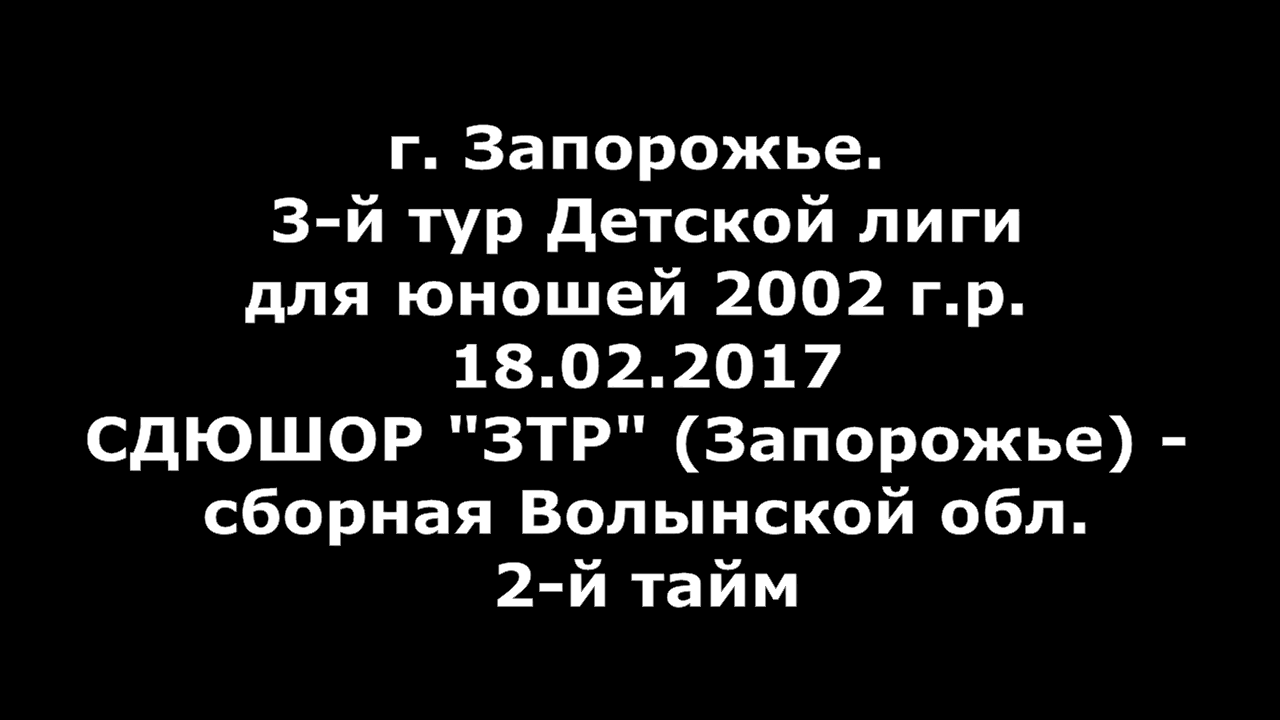 г. Запорожье.
3-й тур Детской лиги
для юношей 2002 г.р.
18.02.2017
СДЮШОР "ЗТР" (Запорожье) -
сборная Волынской обл.
2-й тайм